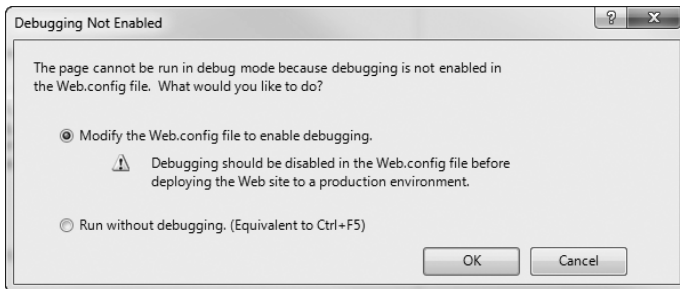 Debugging Not Enabled
The page cannot be run in debug mode because debugging is not enabled in
the Web.config file. What would you like to do?
Modify the Web.config file to enable debugging.
Debugging should be disabled in the Web.config file before
deploying the Web site to a production environment.
Run without debugging. (Equivalent to Ctrl+F5)
OK Cancel